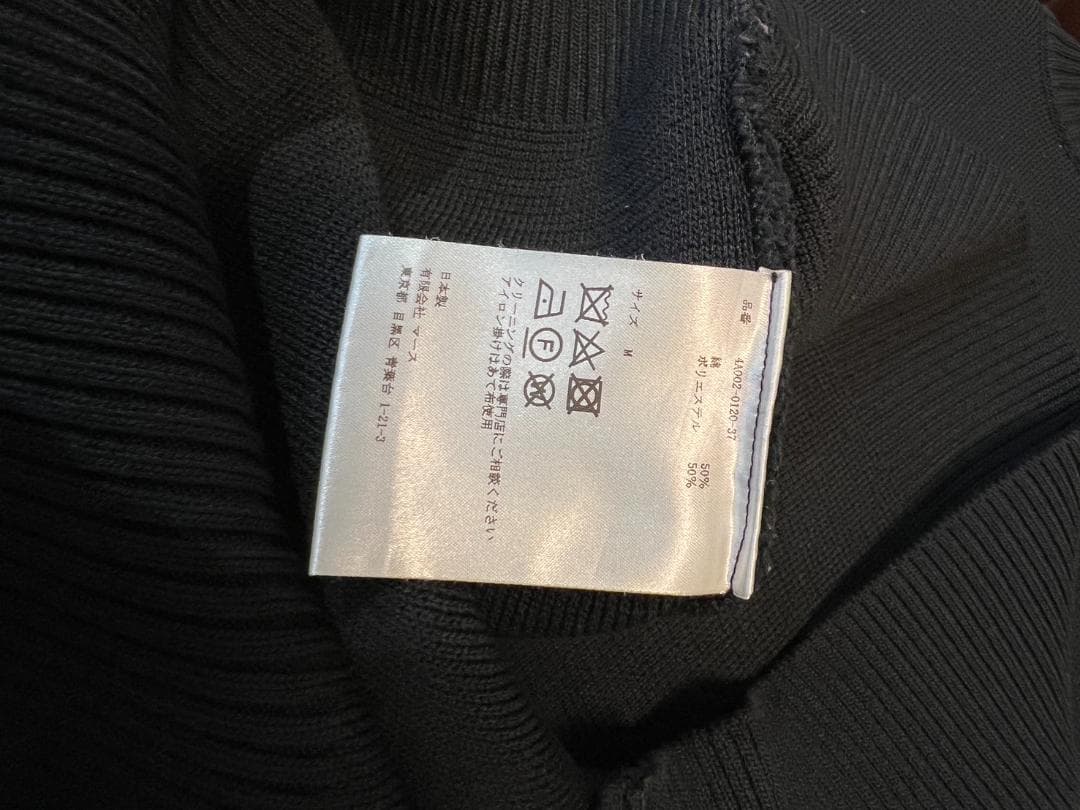 品番
4A002-0120-37
綿 50%
ポリエステル 50%
サイズ M
F
クリーニングの際は専門店にご相談ください
アイロン掛けはあて布使用
日本製
有限会社 マース
東京都 目黒区 青葉台 1-21-3